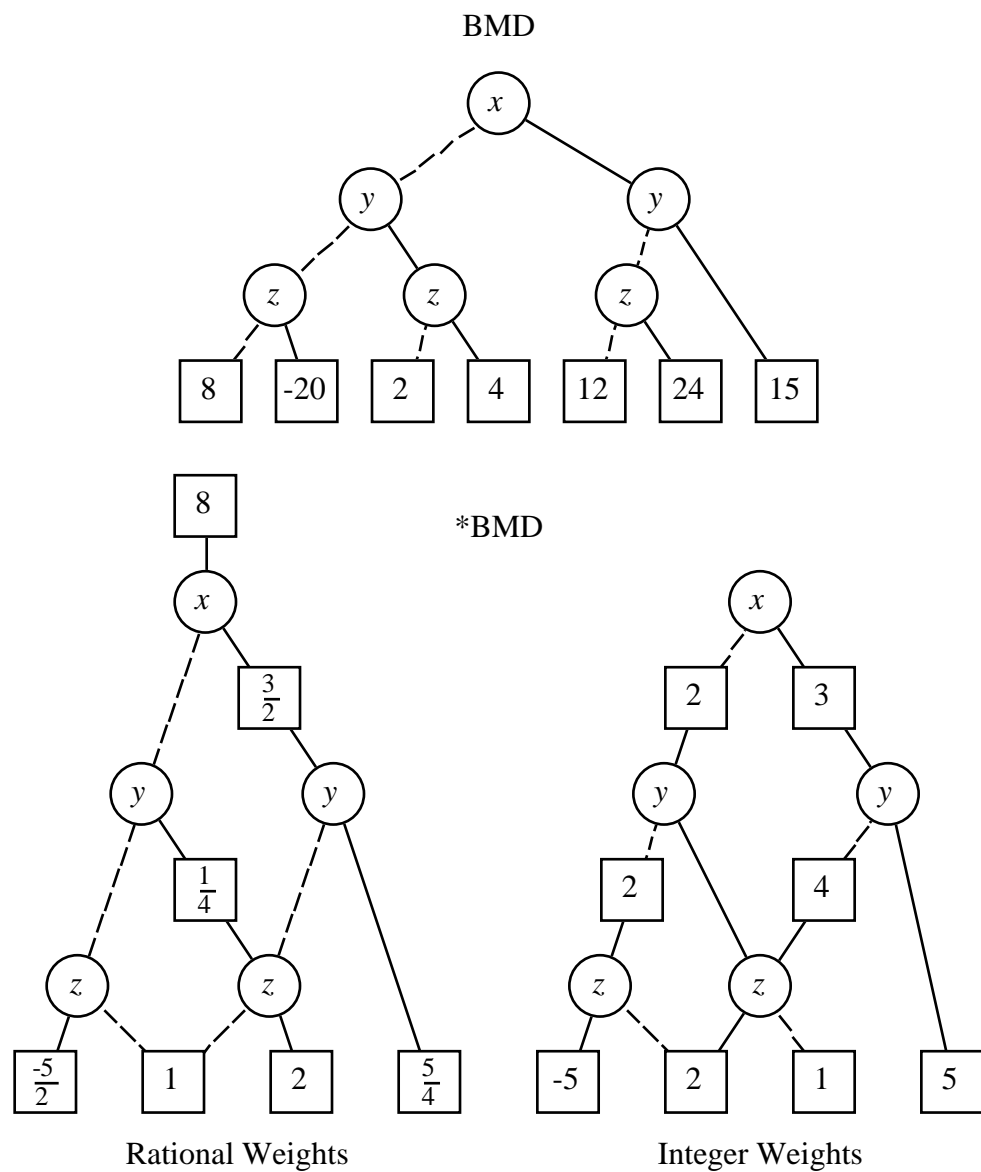 BMD
x
y y
z z z
8 -20 2 4 12 24 15
8
*BMD
x x
3/2 2 3
y y y y
1/4 2 4
z z z z
-5/2 1 2 5/4 -5 2 1 5
Rational Weights Integer Weights